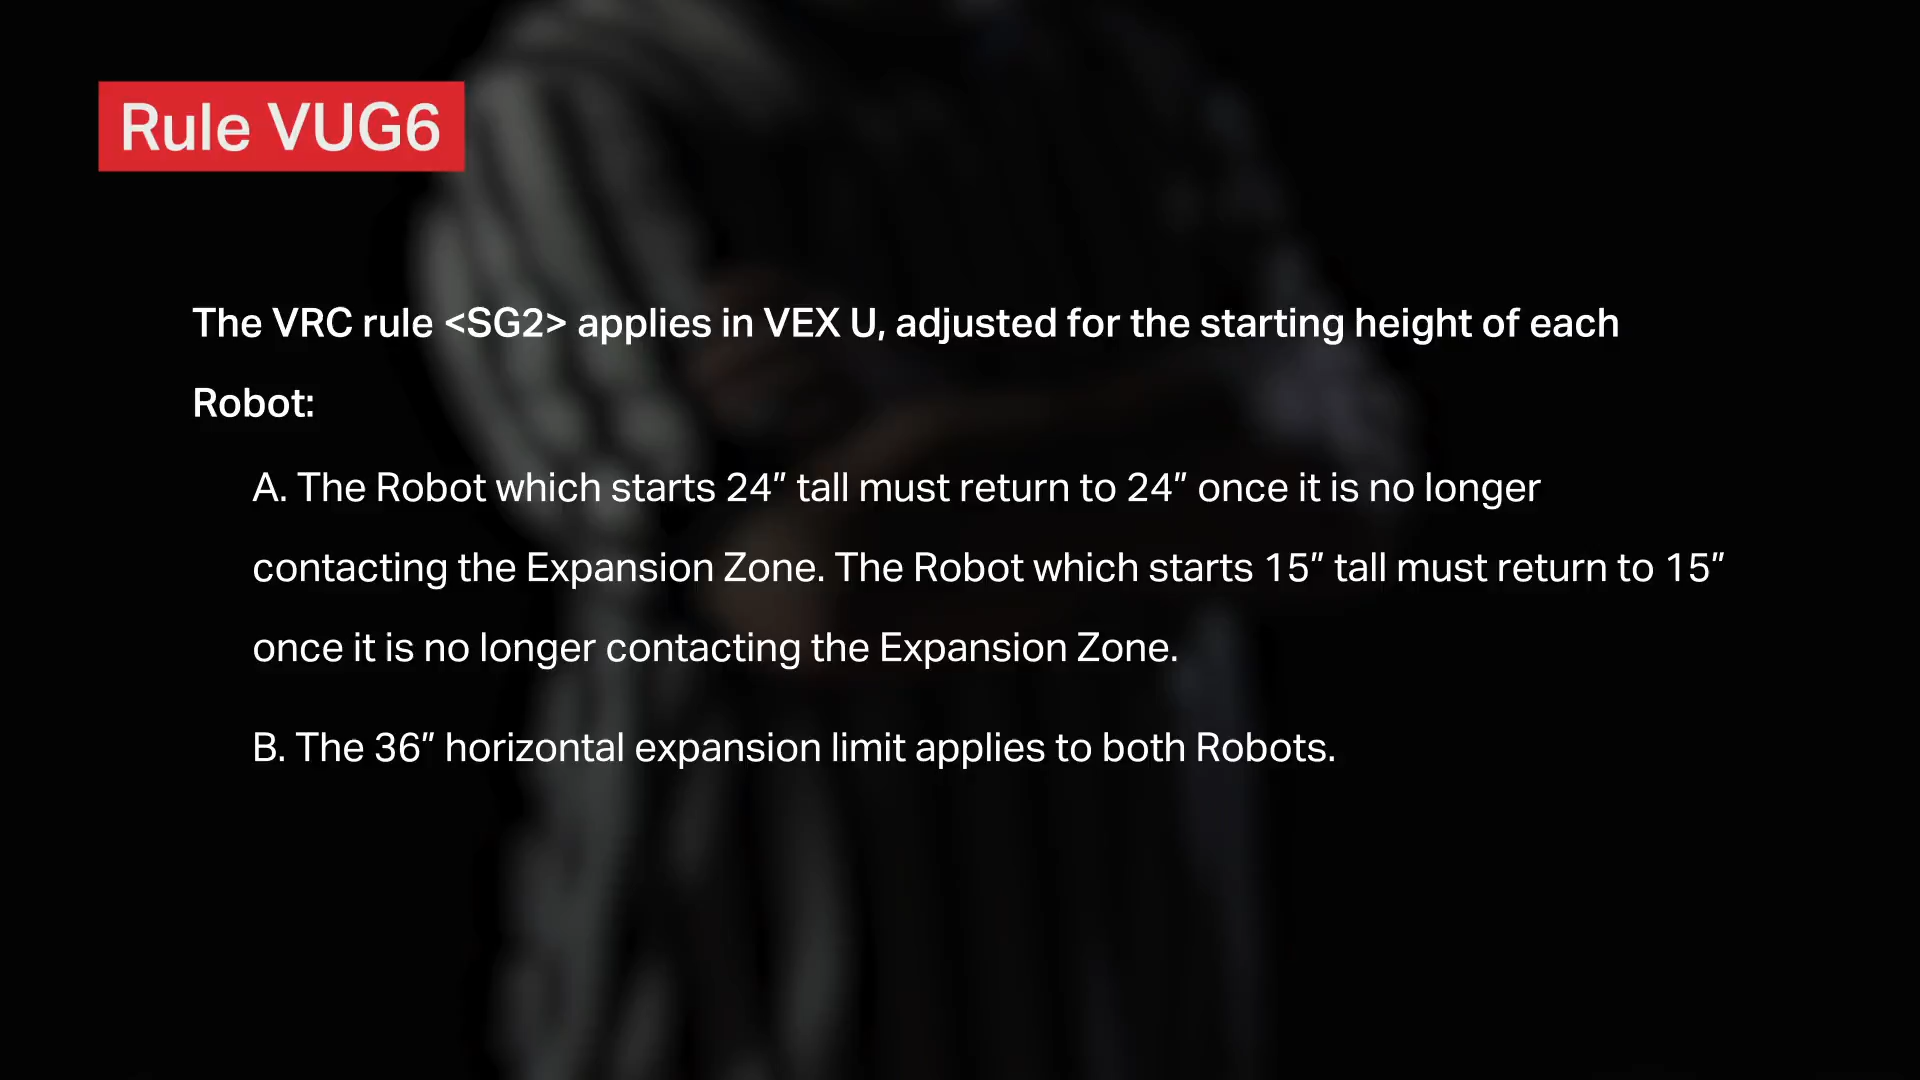 Rule VUG6
The VRC rule <SG2> applies in VEX U, adjusted for the starting height of each
Robot:
A. The Robot which starts 24” tall must return to 24” once it is no longer
contacting the Expansion Zone. The Robot which starts 15” tall must return to 15”
once it is no longer contacting the Expansion Zone.
B. The 36” horizontal expansion limit applies to both Robots.